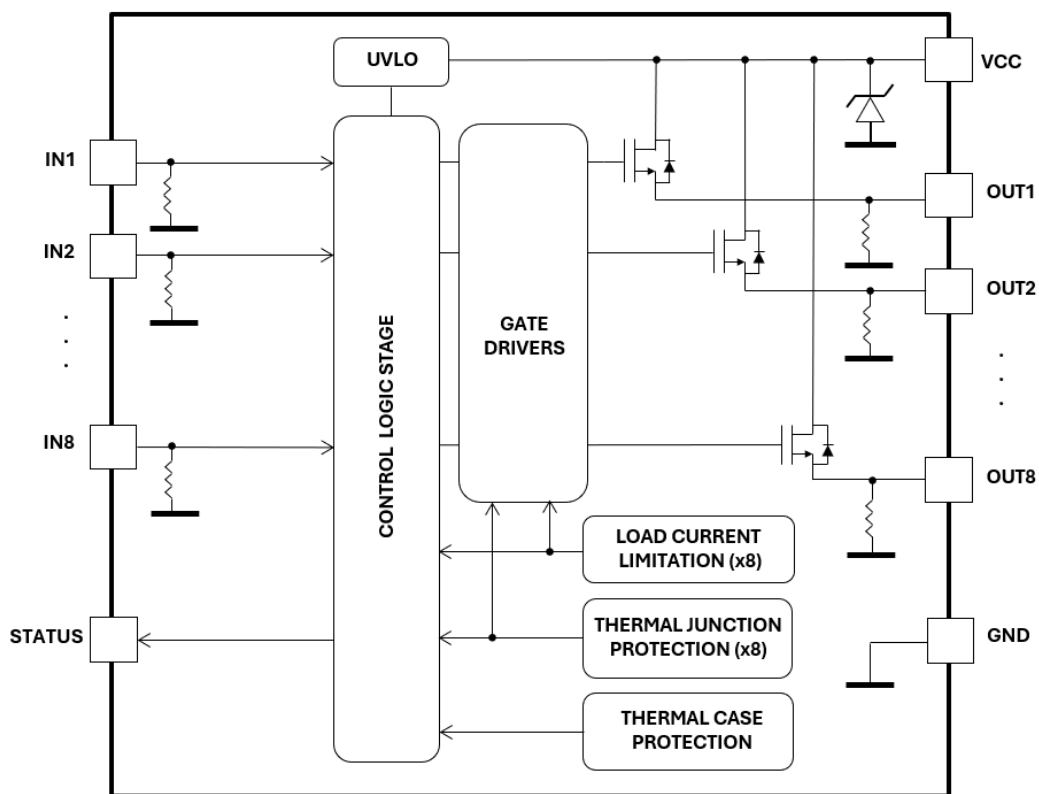 UVLO
VCC
IN1
OUT1
IN2
OUT2
GATE
DRIVERS
CONTROL LOGIC STAGE
IN8
OUT8
LOAD CURRENT
LIMITATION (x8)
STATUS
THERMAL JUNCTION
PROTECTION (x8)
GND
THERMAL CASE
PROTECTION